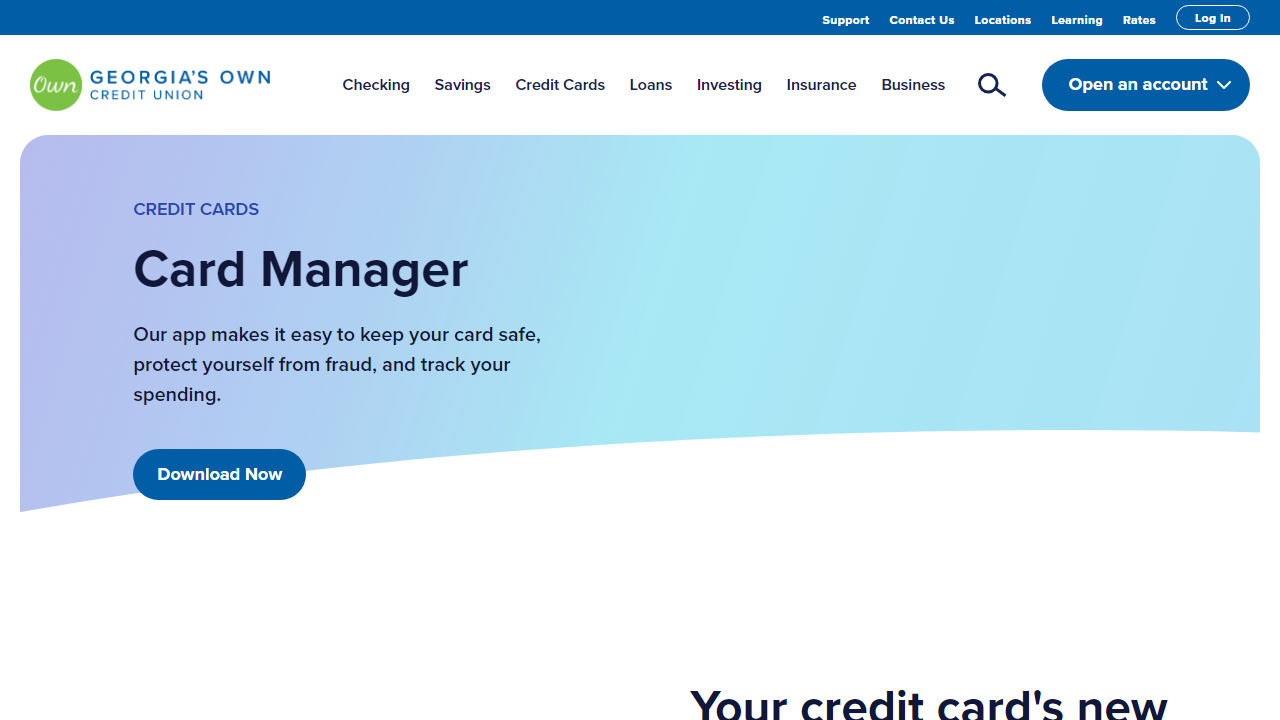 Support Contact Us Locations Learning Rates Log In
Own GEORGIA'S OWN
CREDIT UNION
Checking Savings Credit Cards Loans Investing Insurance Business Open an account
CREDIT CARDS
Card Manager
Our app makes it easy to keep your card safe,
protect yourself from fraud, and track your
spending.
Download Now
Your credit card's new